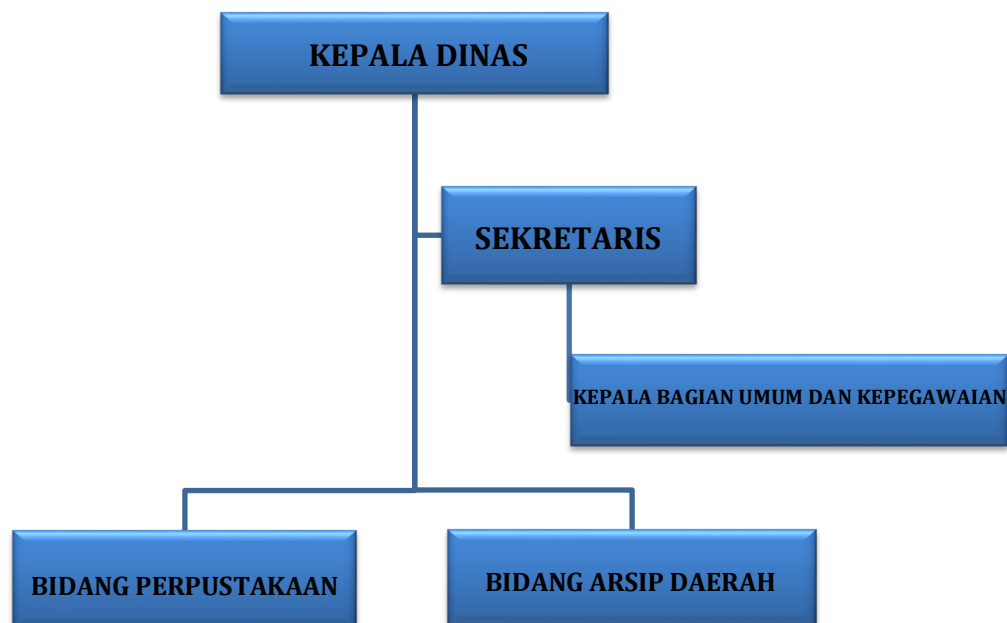 KEPALA DINAS
SEKRETARIS
KEPALA BAGIAN UMUM DAN KEPEGAWAIAN
BIDANG PERPUSTAKAAN
BIDANG ARSIP DAERAH